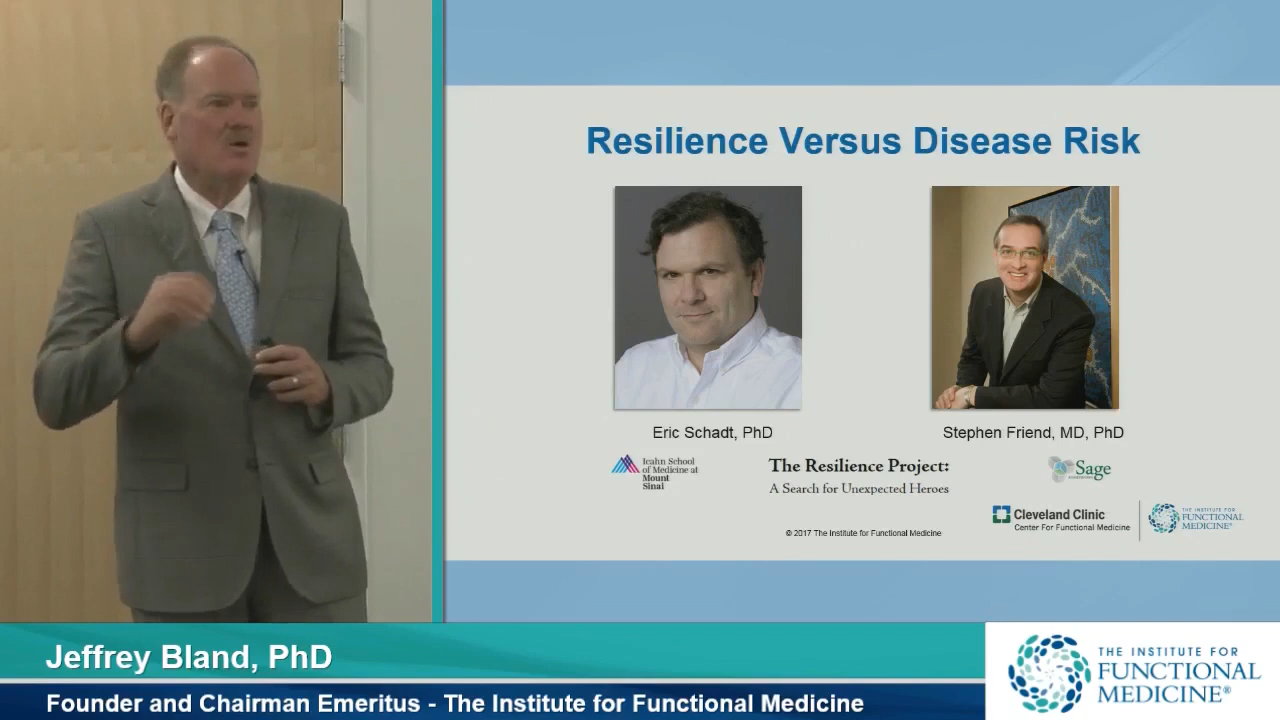 Resilience Versus Disease Risk
Eric Schadt, PhD
Stephen Friend, MD, PhD
Icahn School
of Medicine at
Mount
Sinai
The Resilience Project:
A Search for Unexpected Heroes
Sage
Cleveland Clinic
Center For Functional Medicine
THE INSTITUTE FOR
FUNCTIONAL
MEDICINE®
© 2017 The Institute for Functional Medicine
Jeffrey Bland, PhD
Founder and Chairman Emeritus - The Institute for Functional Medicine
THE INSTITUTE FOR
FUNCTIONAL
MEDICINE®